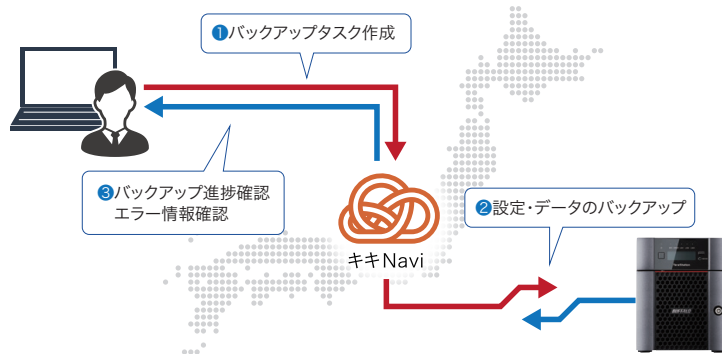 ❶バックアップタスク作成
❸バックアップ進捗確認
エラー情報確認
❷設定・データのバックアップ
キキNavi